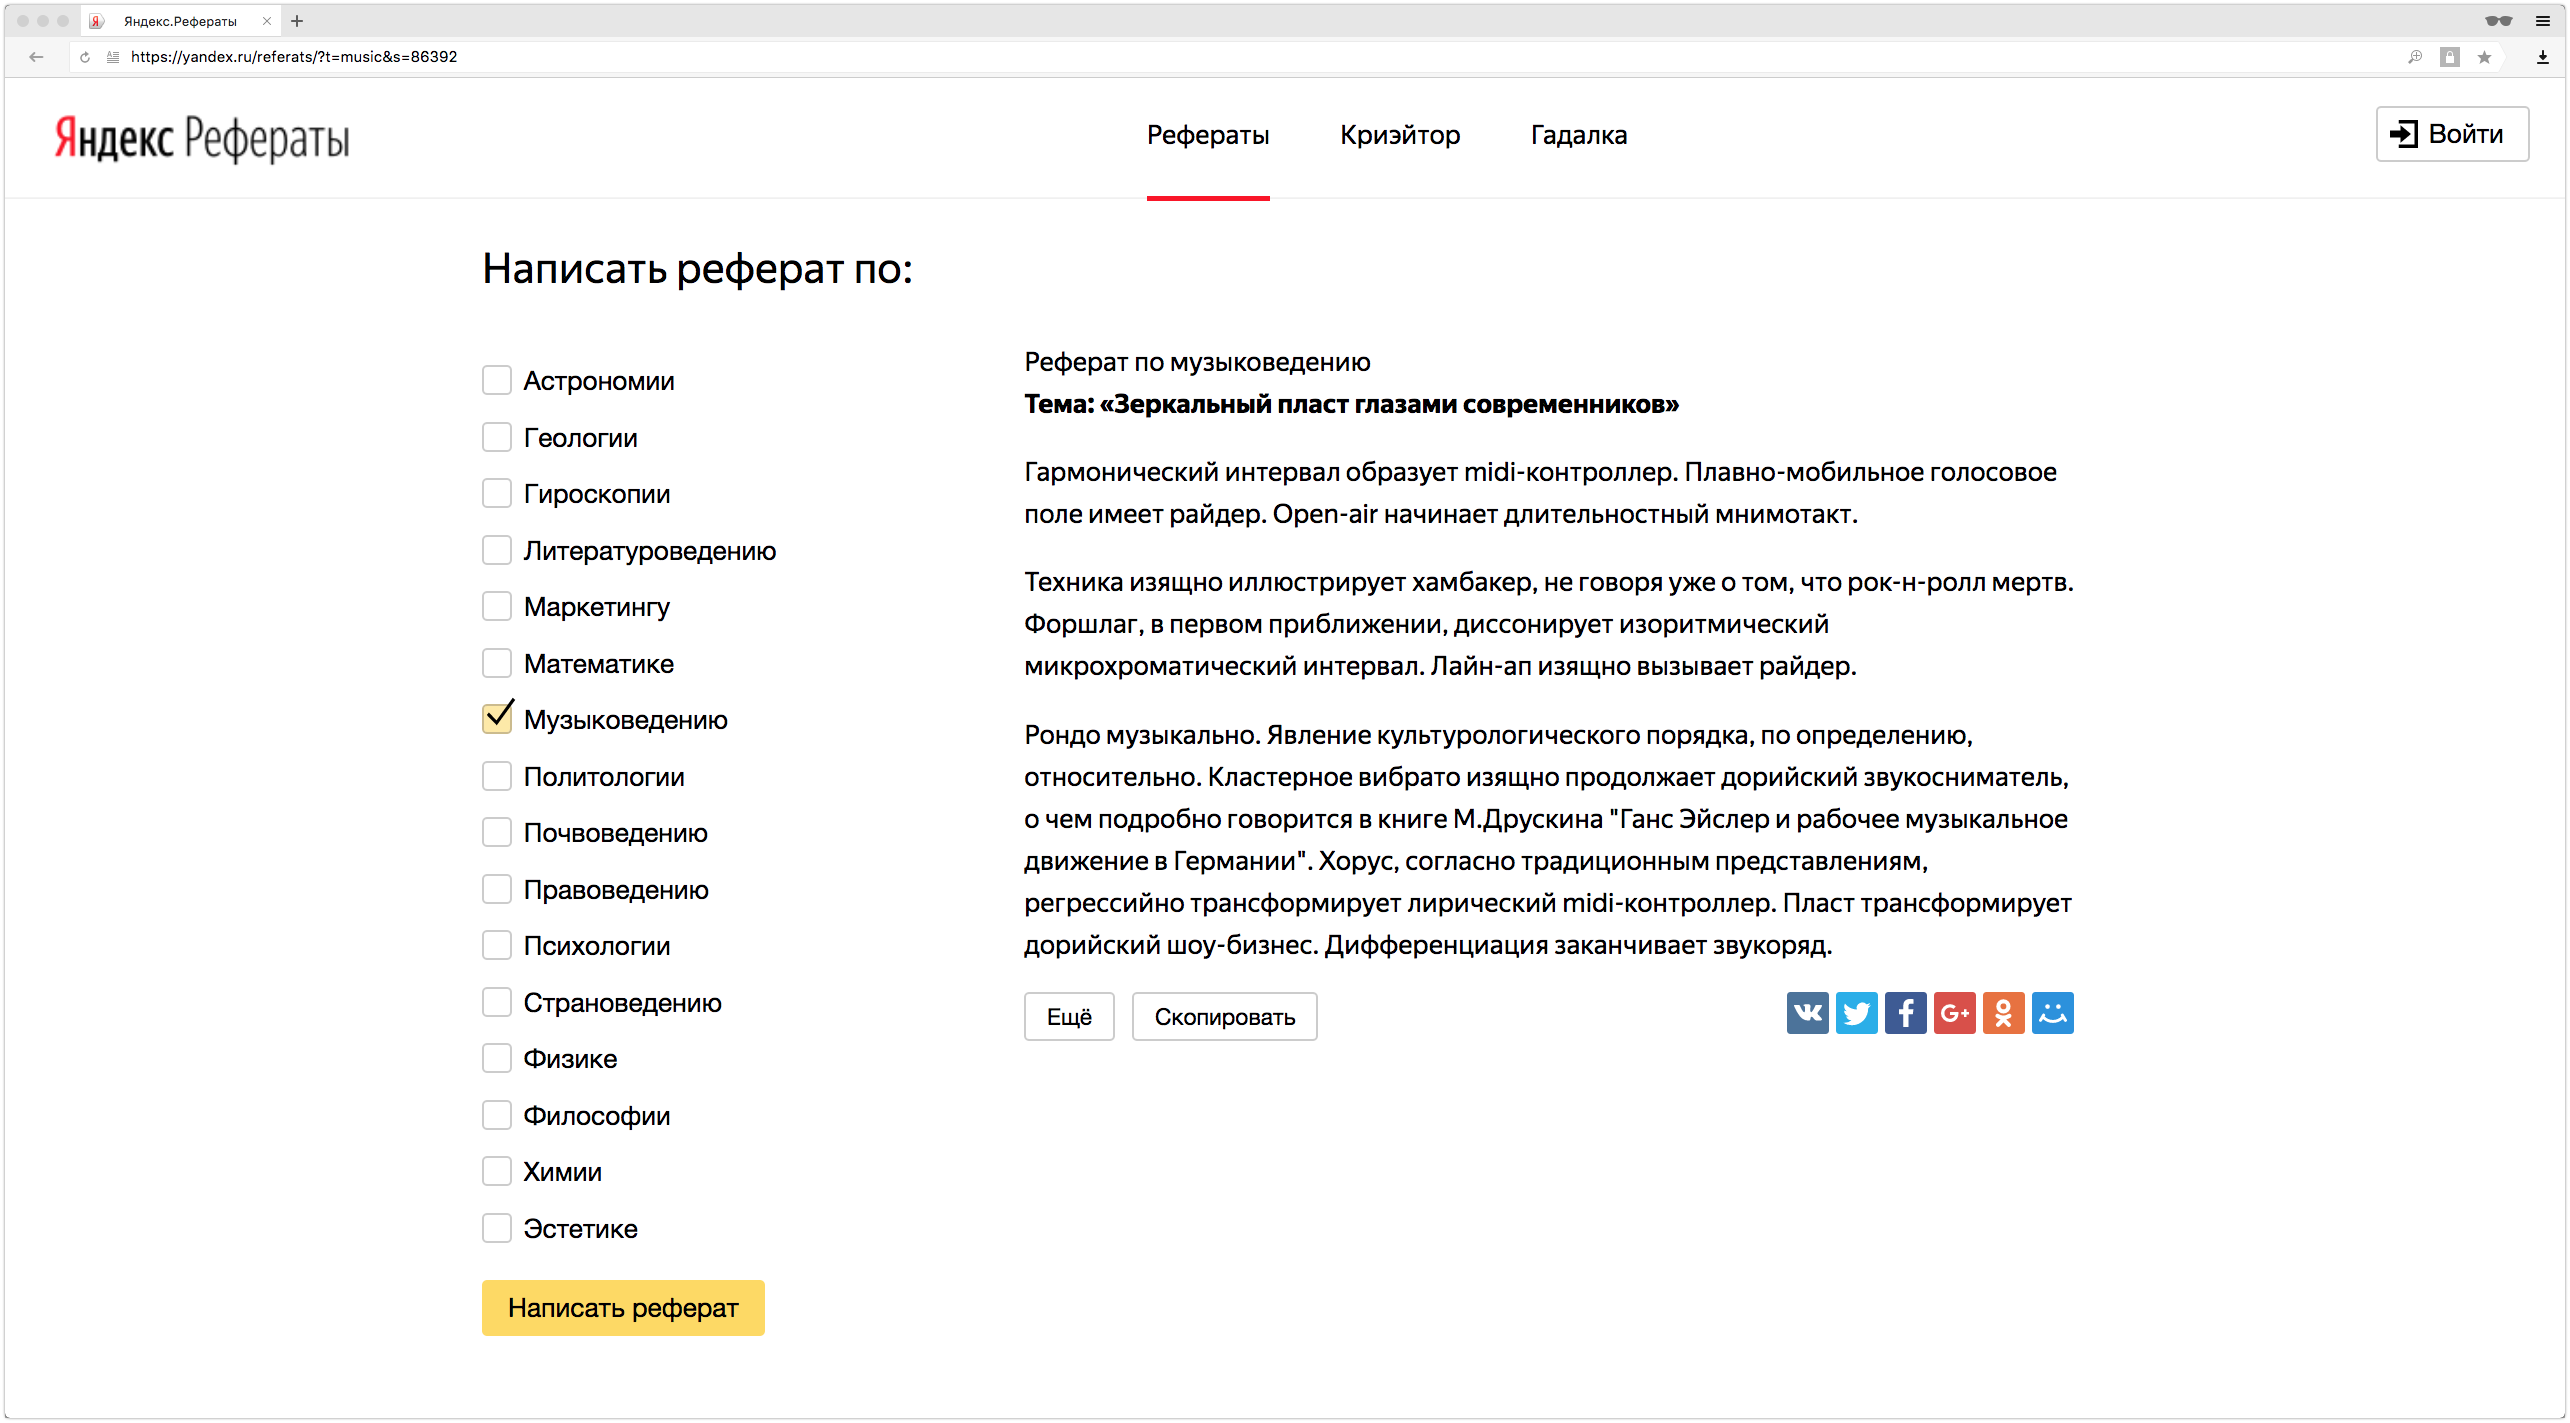 Яндекс.Рефераты
https://yandex.ru/referats/?t=music&s=86392
Яндекс Рефераты
Рефераты
Криэйтор
Гадалка
Войти
Написать реферат по:
Астрономии
Геологии
Гироскопии
Литературоведению
Маркетингу
Математике
Музыковедению
Политологии
Почвоведению
Правоведению
Психологии
Страноведению
Физике
Философии
Химии
Эстетике
Написать реферат
Реферат по музыковедению
Тема: «Зеркальный пласт глазами современников»
Гармонический интервал образует midi-контроллер. Плавно-мобильное голосовое
поле имеет райдер. Open-air начинает длительностный мнимотакт.
Техника изящно иллюстрирует хамбакер, не говоря уже о том, что рок-н-ролл мертв.
Форшлаг, в первом приближении, диссонирует изоритмический
микрохроматический интервал. Лайн-ап изящно вызывает райдер.
Рондо музыкально. Явление культурологического порядка, по определению,
относительно. Кластерное вибрато изящно продолжает дорийский звукосниматель,
о чем подробно говорится в книге М.Друскина "Ганс Эйслер и рабочее музыкальное
движение в Германии". Хорус, согласно традиционным представлениям,
регрессийно трансформирует лирический midi-контроллер. Пласт трансформирует
дорийский шоу-бизнес. Дифференциация заканчивает звукоряд.
Ещё
Скопировать